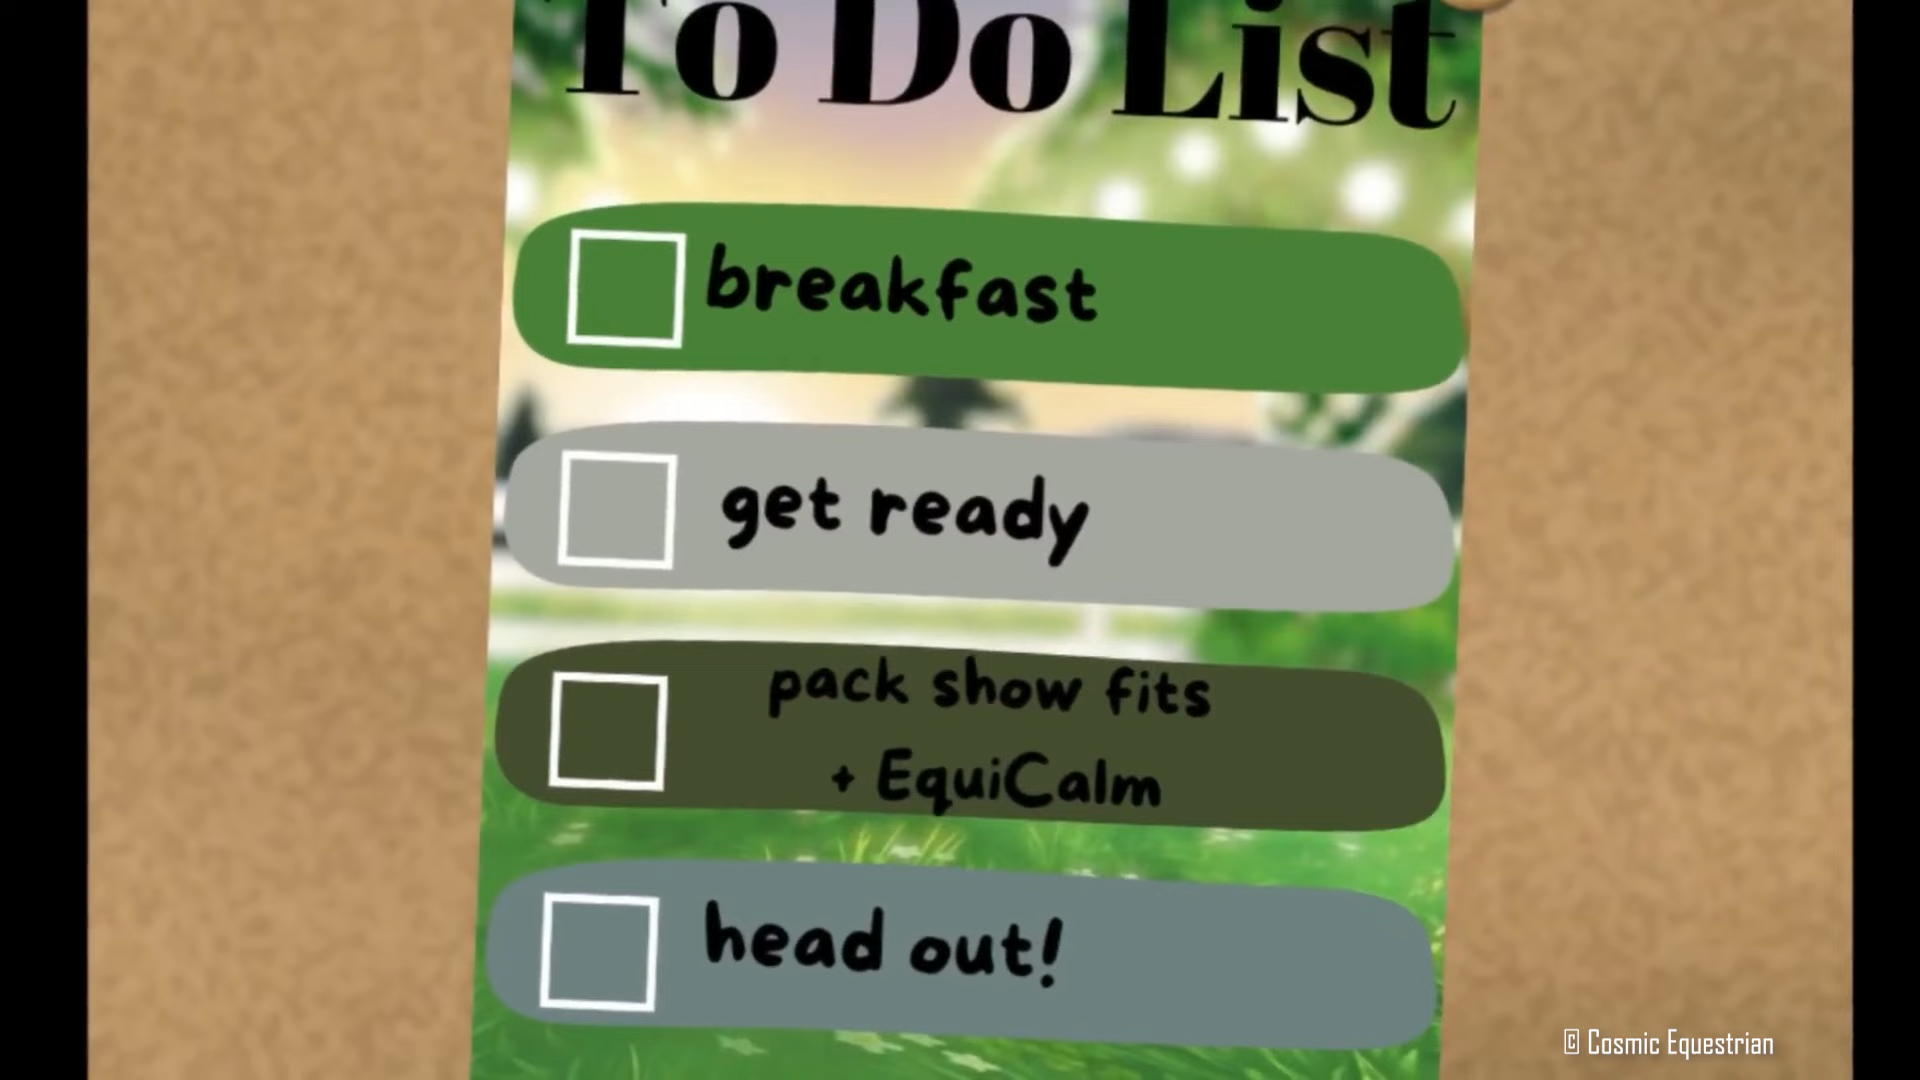 To Do List
breakfast
get ready
pack show fits
+ EquiCalm
head out!
© Cosmic Equestrian